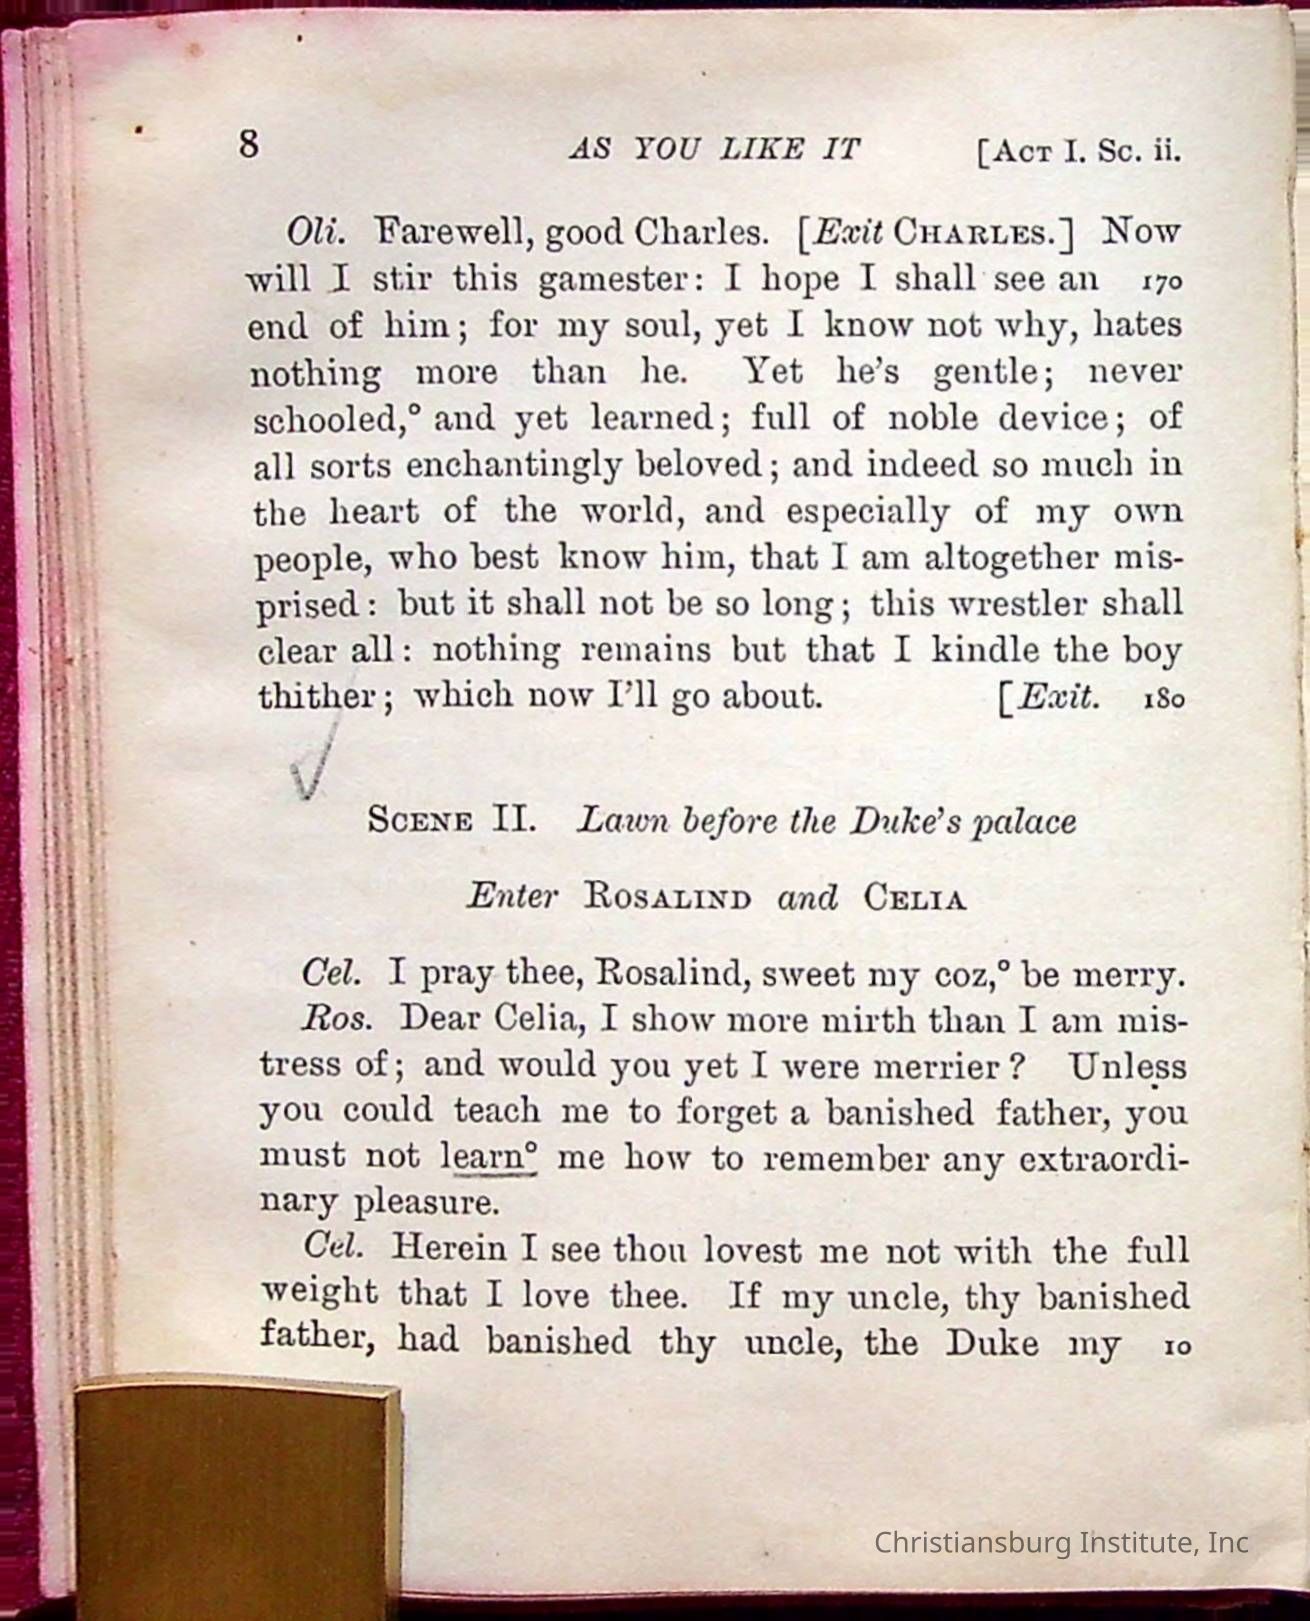 8 AS YOU LIKE IT [ACT I. Sc. ii.
Oli. Farewell, good Charles. [Exit CHARLES.] Now
will I stir this gamester: I hope I shall see an 170
end of him; for my soul, yet I know not why, hates
nothing more than he. Yet he's gentle; never
schooled,° and yet learned; full of noble device; of
all sorts enchantingly beloved; and indeed so much in
the heart of the world, and especially of my own
people, who best know him, that I am altogether mis-
prised: but it shall not be so long; this wrestler shall
clear all: nothing remains but that I kindle the boy
thither; which now I'll go about. [Exit. 180
SCENE II. Lawn before the Duke's palace
Enter ROSALIND and CELIA
Cel. I pray thee, Rosalind, sweet my coz,° be merry.
Ros. Dear Celia, I show more mirth than I am mis-
tress of; and would you yet I were merrier? Unless
you could teach me to forget a banished father, you
must not learn° me how to remember any extraordi-
nary pleasure.
Cel. Herein I see thou lovest me not with the full
weight that I love thee. If my uncle, thy banished
father, had banished thy uncle, the Duke my 10
Christiansburg Institute, Inc